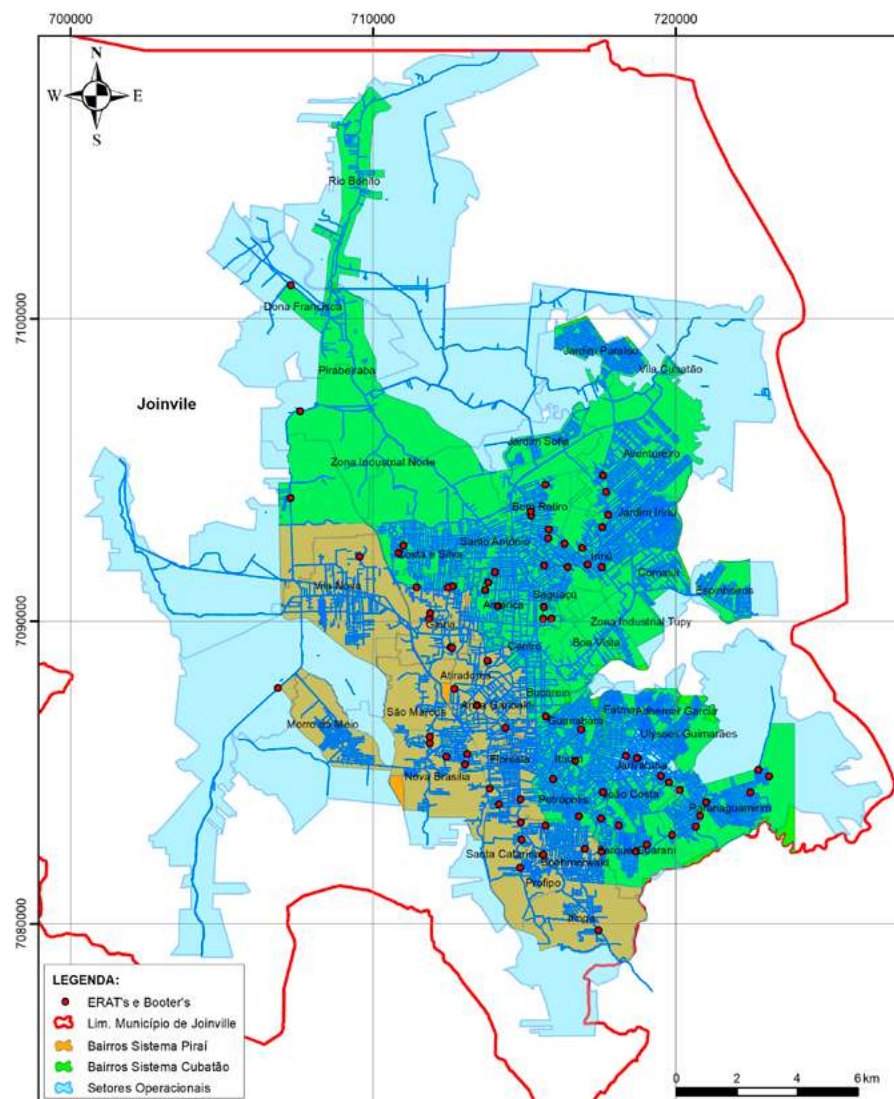 700000
710000
720000
N
W
E
S
Rio Bonito
Dona Francisca
7100000
Jardim Paraíso
Vila Cubatão
Pirabeiraba
Joinvile
Jardim Sofia
Aventureiro
Zona Industrial Norte
Bom Retiro
Jardim Iririú
Santo Antônio
Costa e Silva
Iririú
Vila Nova
Comasa
Espinheiros
Saguaçu
América
7090000
Glória
Zona Industrial Tupy
Boa Vista
Centro
Atiradores
Bucarein
Anita Garibaldi
São Marcos
Guanabara
Fatima
Adhemar Garcia
Morro do Meio
Ulysses Guimarães
Floresta
Itaum
Jarivatuba
Nova Brasília
Petrópolis
João Costa
Paranaguamirim
Santa Catarina
Parque Guarani
Boehmerwald
Profipo
7080000
Itinga
LEGENDA:
ERAT's e Booter's
Lim. Município de Joinville
Bairros Sistema Piraí
Bairros Sistema Cubatão
Setores Operacionais
0 2 4 6 km